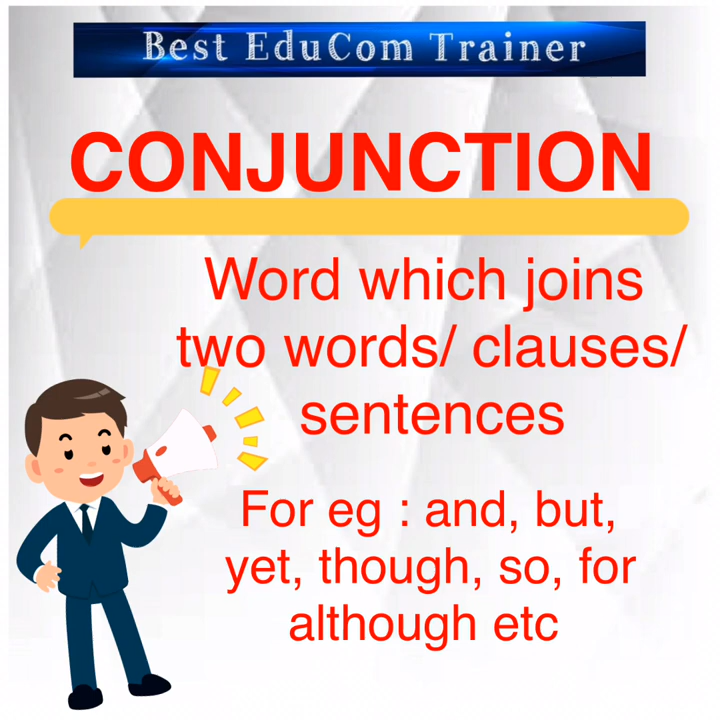 Best EduCom Trainer
CONJUNCTION
Word which joins
two words/ clauses/
sentences
For eg : and, but,
yet, though, so, for
although etc